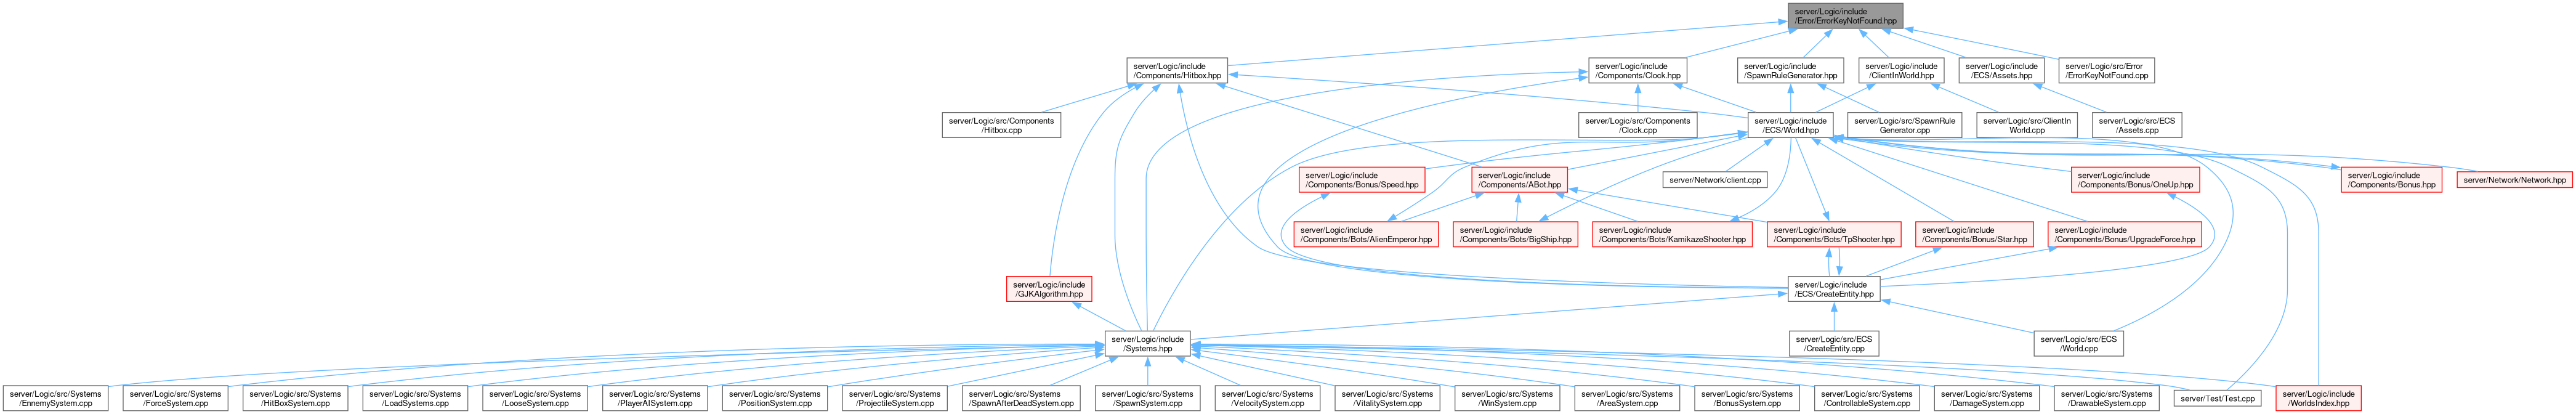 server/Logic/include
/Error/ErrorKeyNotFound.hpp
server/Logic/include
/Components/Hitbox.hpp
server/Logic/include
/Components/Clock.hpp
server/Logic/include
/SpawnRuleGenerator.hpp
server/Logic/include
/ClientInWorld.hpp
server/Logic/include
/ECS/Assets.hpp
server/Logic/src/Error
/ErrorKeyNotFound.cpp
server/Logic/src/Components
/Hitbox.cpp
server/Logic/src/Components
/Clock.cpp
server/Logic/include
/ECS/World.hpp
server/Logic/src/SpawnRule
Generator.cpp
server/Logic/src/ClientIn
World.cpp
server/Logic/src/ECS
/Assets.cpp
server/Logic/include
/Components/Bonus/Speed.hpp
server/Logic/include
/Components/ABot.hpp
server/Network/client.cpp
server/Logic/include
/Components/Bonus/OneUp.hpp
server/Logic/include
/Components/Bonus.hpp
server/Network/Network.hpp
server/Logic/include
/Components/Bots/AlienEmperor.hpp
server/Logic/include
/Components/Bots/BigShip.hpp
server/Logic/include
/Components/Bots/KamikazeShooter.hpp
server/Logic/include
/Components/Bots/TpShooter.hpp
server/Logic/include
/Components/Bonus/Star.hpp
server/Logic/include
/Components/Bonus/UpgradeForce.hpp
server/Logic/include
/GJKAlgorithm.hpp
server/Logic/include
/ECS/CreateEntity.hpp
server/Logic/include
/Systems.hpp
server/Logic/src/ECS
/CreateEntity.cpp
server/Logic/src/ECS
/World.cpp
server/Logic/src/Systems
/EnnemySystem.cpp
server/Logic/src/Systems
/ForceSystem.cpp
server/Logic/src/Systems
/HitBoxSystem.cpp
server/Logic/src/Systems
/LoadSystems.cpp
server/Logic/src/Systems
/LooseSystem.cpp
server/Logic/src/Systems
/PlayerAISystem.cpp
server/Logic/src/Systems
/PositionSystem.cpp
server/Logic/src/Systems
/ProjectileSystem.cpp
server/Logic/src/Systems
/SpawnAfterDeadSystem.cpp
server/Logic/src/Systems
/SpawnSystem.cpp
server/Logic/src/Systems
/VelocitySystem.cpp
server/Logic/src/Systems
/VitalitySystem.cpp
server/Logic/src/Systems
/WinSystem.cpp
server/Logic/src/Systems
/AreaSystem.cpp
server/Logic/src/Systems
/BonusSystem.cpp
server/Logic/src/Systems
/ControllableSystem.cpp
server/Logic/src/Systems
/DamageSystem.cpp
server/Logic/src/Systems
/DrawableSystem.cpp
server/Test/Test.cpp
server/Logic/include
/WorldsIndex.hpp